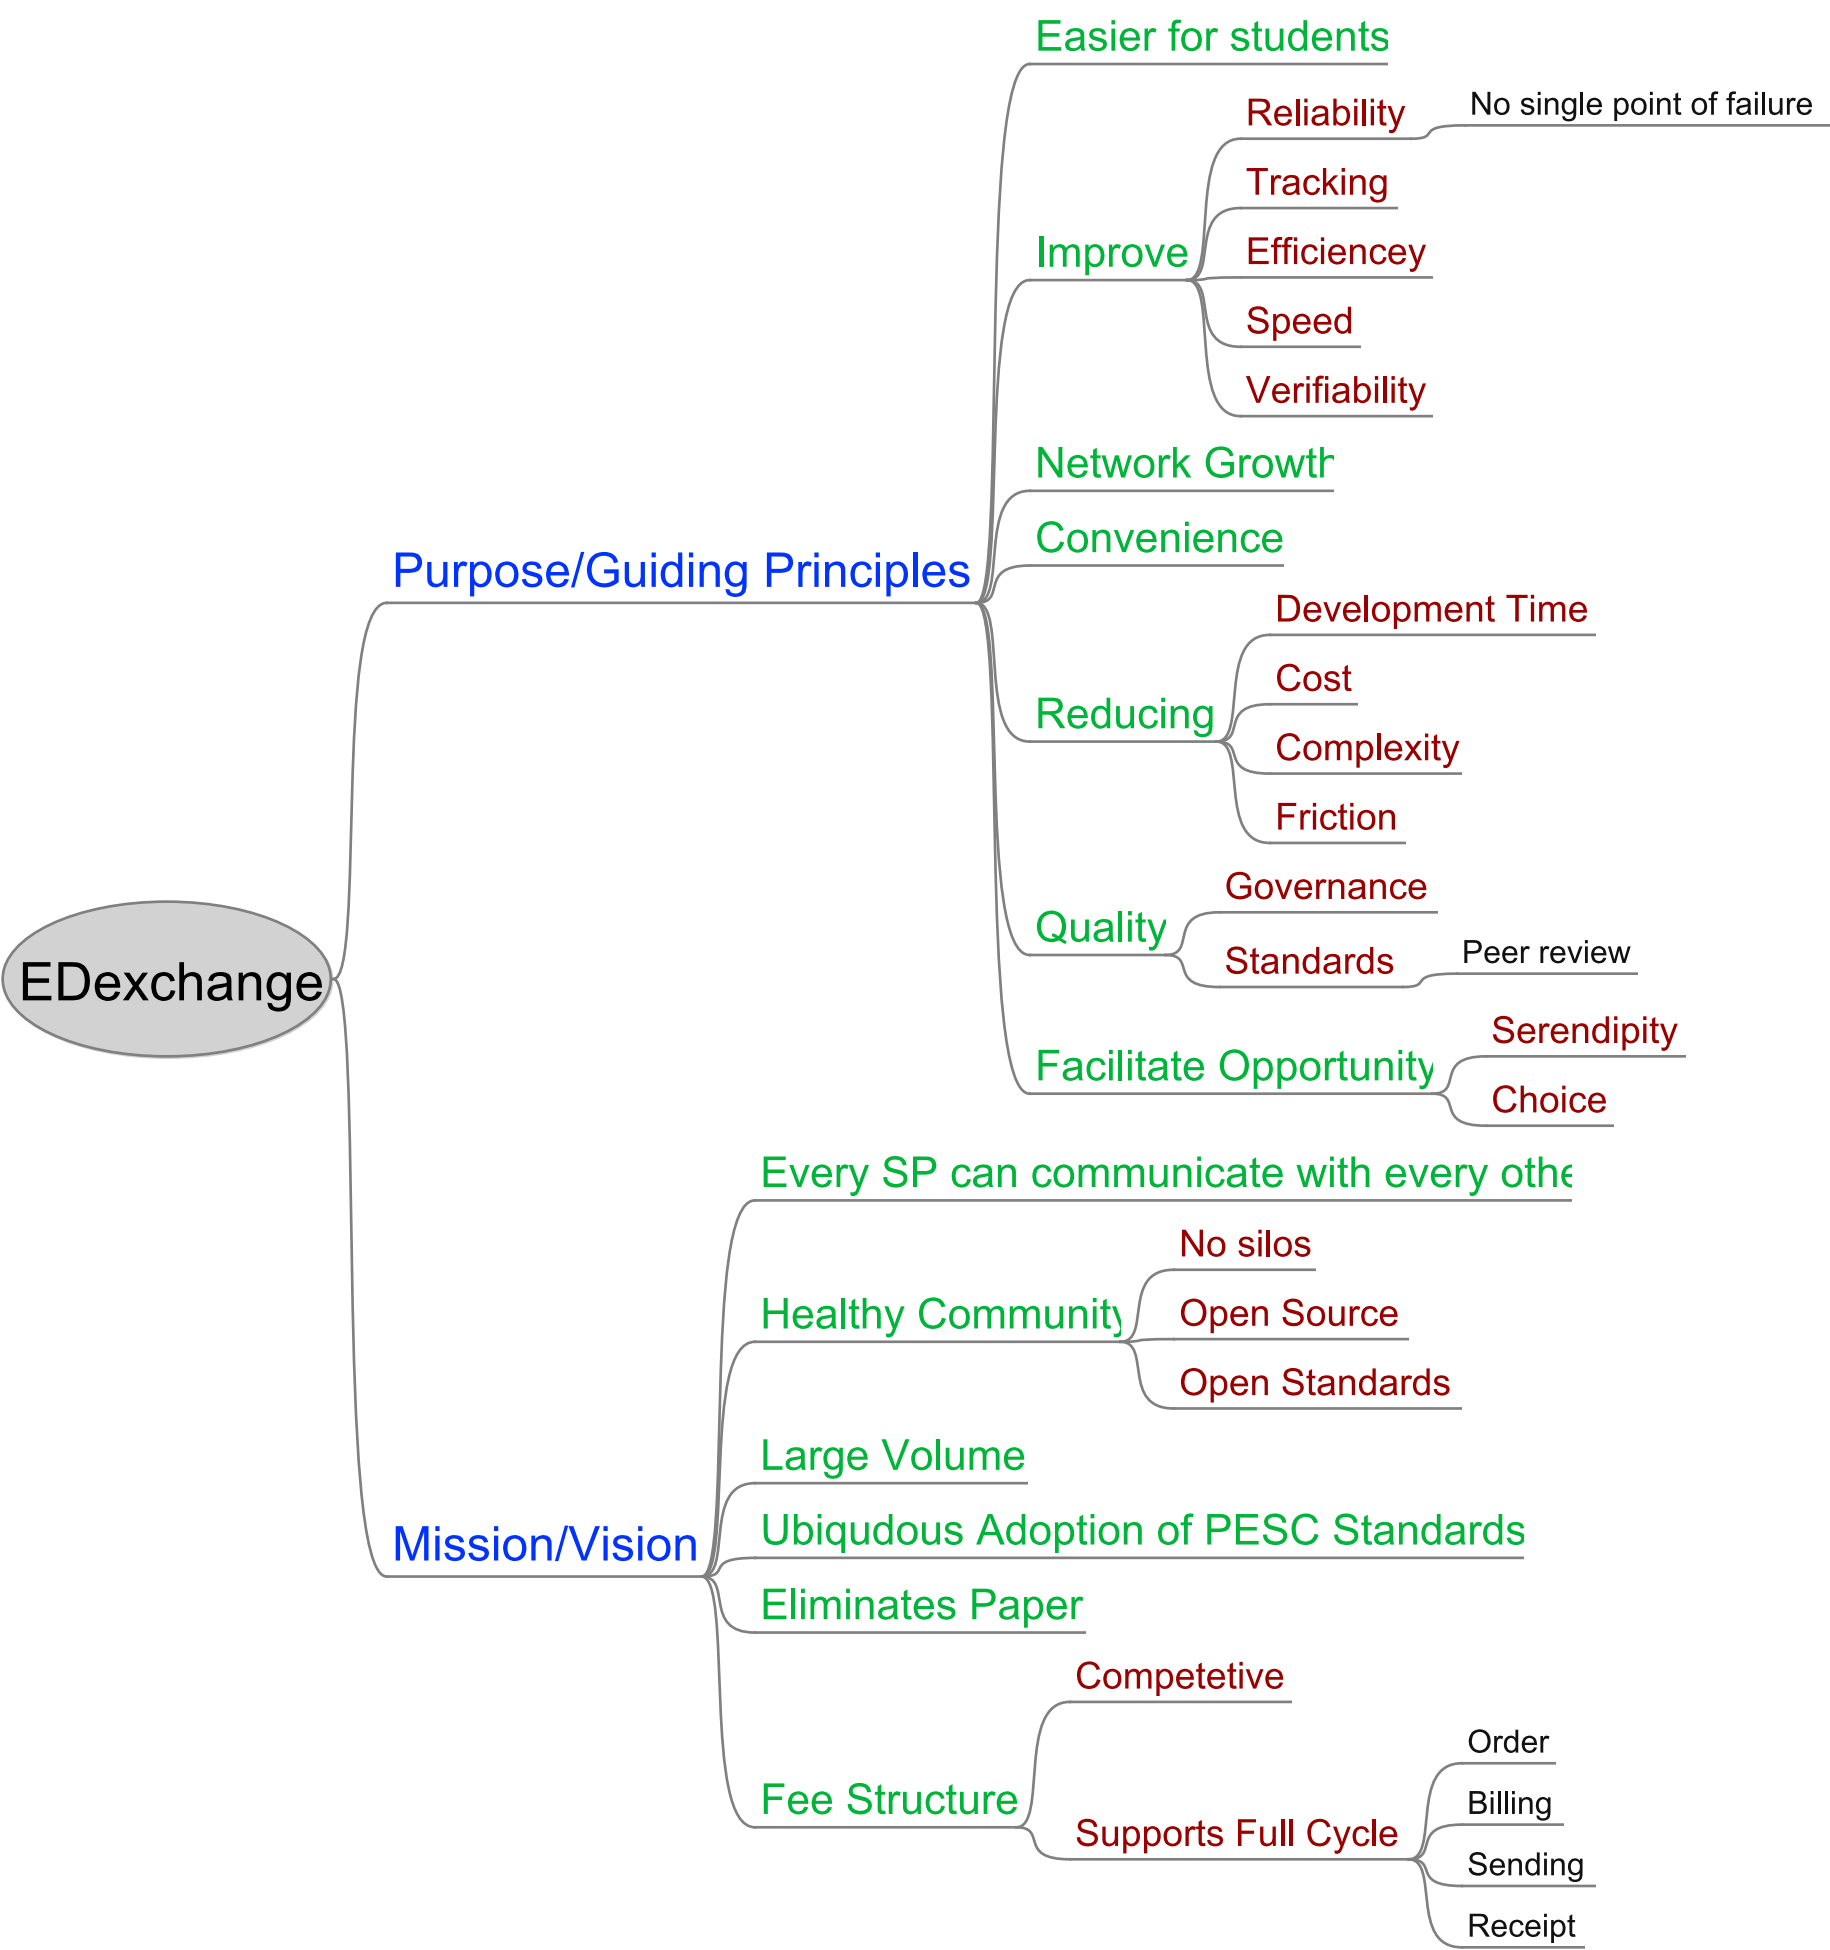 EDexchange
Purpose/Guiding Principles
Easier for students
Improve
Reliability
No single point of failure
Tracking
Efficiencey
Speed
Verifiability
Network Growth
Convenience
Reducing
Development Time
Cost
Complexity
Friction
Quality
Governance
Standards
Peer review
Facilitate Opportunity
Serendipity
Choice
Mission/Vision
Every SP can communicate with every othe
Healthy Community
No silos
Open Source
Open Standards
Large Volume
Ubiqudous Adoption of PESC Standards
Eliminates Paper
Fee Structure
Competetive
Supports Full Cycle
Order
Billing
Sending
Receipt